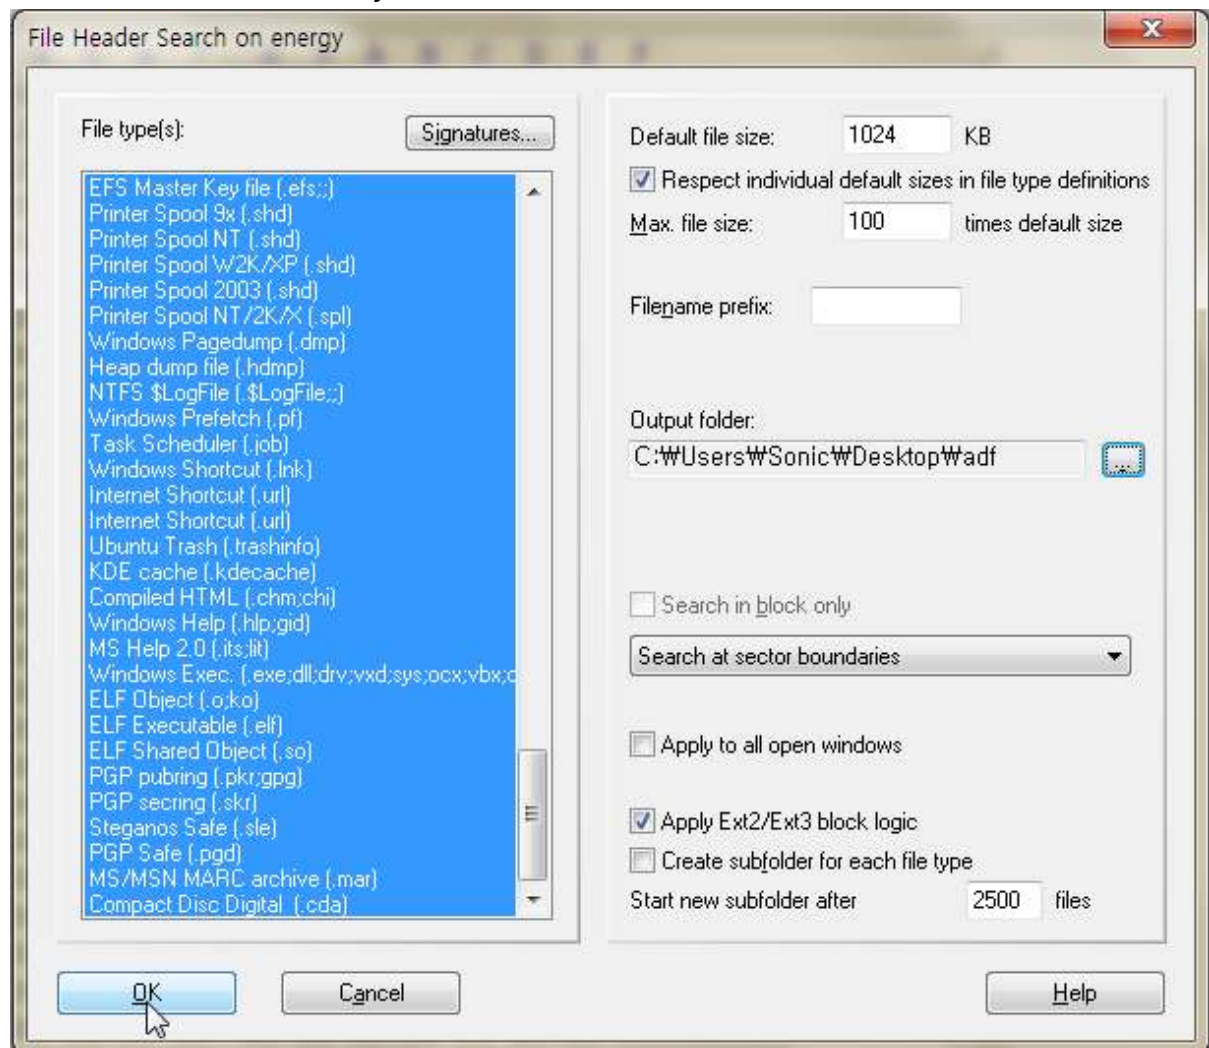 File Header Search on energy
File type(s):
Signatures...
EFS Master Key file (.efs;;)
Printer Spool 9x (.shd)
Printer Spool NT (.shd)
Printer Spool W2K/XP (.shd)
Printer Spool 2003 (.shd)
Printer Spool NT/2K/X (.spl)
Windows Pagedump (.dmp)
Heap dump file (.hdmp)
NTFS $LogFile (.$LogFile;;)
Windows Prefetch (.pf)
Task Scheduler (.job)
Windows Shortcut (.lnk)
Internet Shortcut (.url)
Internet Shortcut (.url)
Ubuntu Trash (.trashinfo)
KDE cache (.kdecache)
Compiled HTML (.chm;chi)
Windows Help (.hlp;gid)
MS Help 2.0 (.its;lit)
Windows Exec. (.exe;dll;drv;vxd;sys;ocx;vbx;c
ELF Object (.o;ko)
ELF Executable (.elf)
ELF Shared Object (.so)
PGP pubring (.pkr;gpg)
PGP secring (.skr)
Steganos Safe (.sle)
PGP Safe (.pgd)
MS/MSN MARC archive (.mar)
Compact Disc Digital (.cda)
Default file size: 1024 KB
Respect individual default sizes in file type definitions
Max. file size: 100 times default size
Filename prefix:
Output folder:
C:₩Users₩Sonic₩Desktop₩adf
...
Search in block only
Search at sector boundaries
Apply to all open windows
Apply Ext2/Ext3 block logic
Create subfolder for each file type
Start new subfolder after 2500 files
OK
Cancel
Help